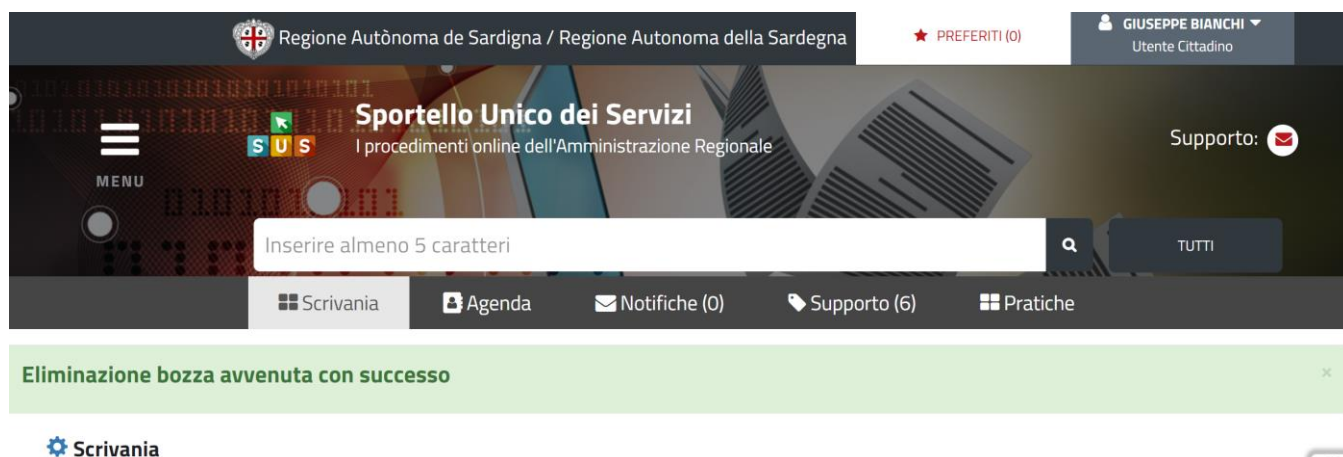 Regione Autònoma de Sardigna / Regione Autonoma della Sardegna
PREFERITI (0)
GIUSEPPE BIANCHI
Utente Cittadino
MENU
SUS
Sportello Unico dei Servizi
I procedimenti online dell'Amministrazione Regionale
Supporto:
Inserire almeno 5 caratteri
TUTTI
Scrivania
Agenda
Notifiche (0)
Supporto (6)
Pratiche
Eliminazione bozza avvenuta con successo
×
Scrivania